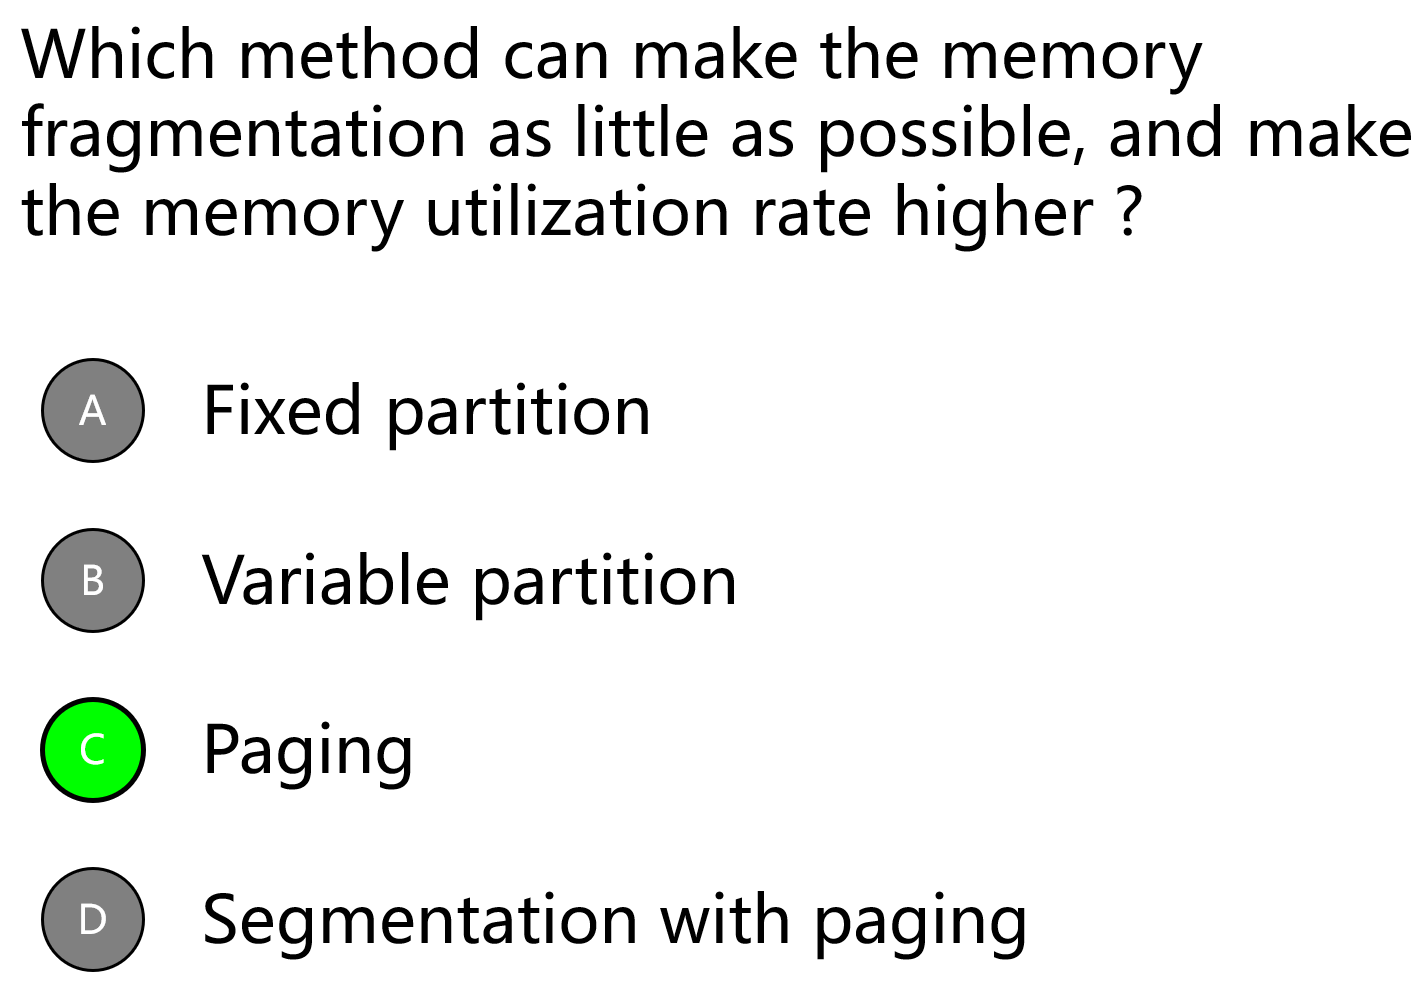 Which method can make the memory
fragmentation as little as possible, and make
the memory utilization rate higher ?
A Fixed partition
B Variable partition
C Paging
D Segmentation with paging